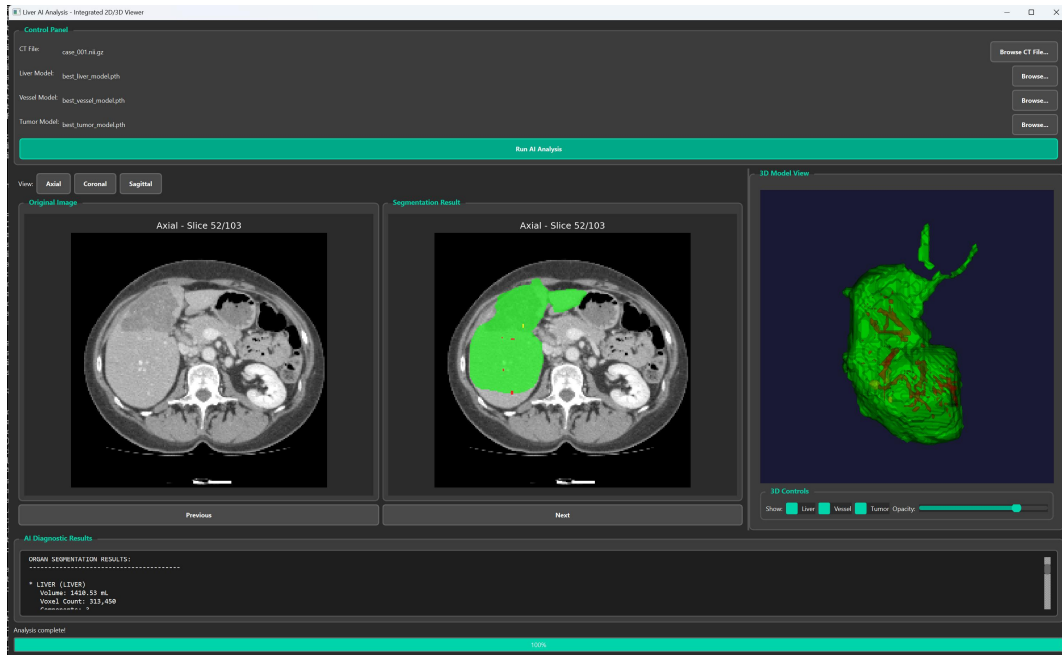 Liver AI Analysis - Integrated 2D/3D Viewer
Control Panel
CT File: case_001.nii.gz Browse CT File...
Liver Model: best_liver_model.pth Browse...
Vessel Model: best_vessel_model.pth Browse...
Tumor Model: best_tumor_model.pth Browse...
Run AI Analysis
View: Axial Coronal Sagittal
Original Image
Axial - Slice 52/103
Previous
Segmentation Result
Axial - Slice 52/103
Next
3D Model View
3D Controls
Show: Liver Vessel Tumor Opacity:
AI Diagnostic Results
ORGAN SEGMENTATION RESULTS:
----------------------------------------
* LIVER (LIVER)
Volume: 1410.53 mL
Voxel Count: 313,450
Analysis complete!
100%